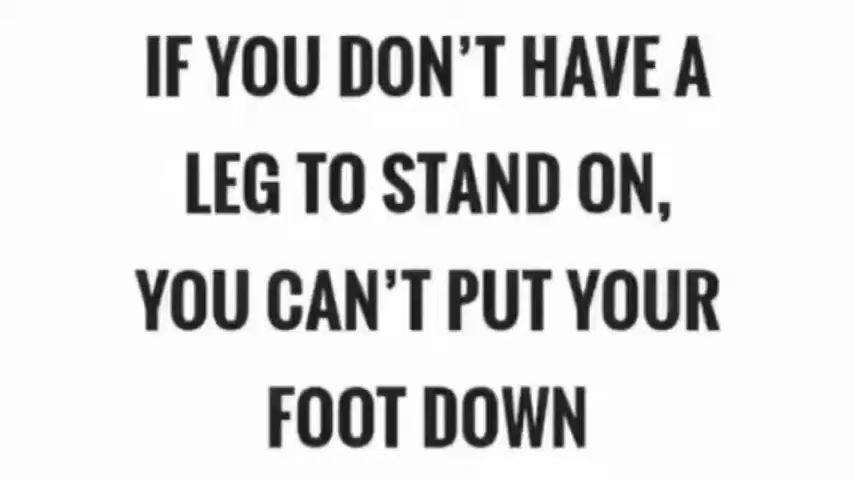 IF YOU DON’T HAVE A
LEG TO STAND ON,
YOU CAN’T PUT YOUR
FOOT DOWN